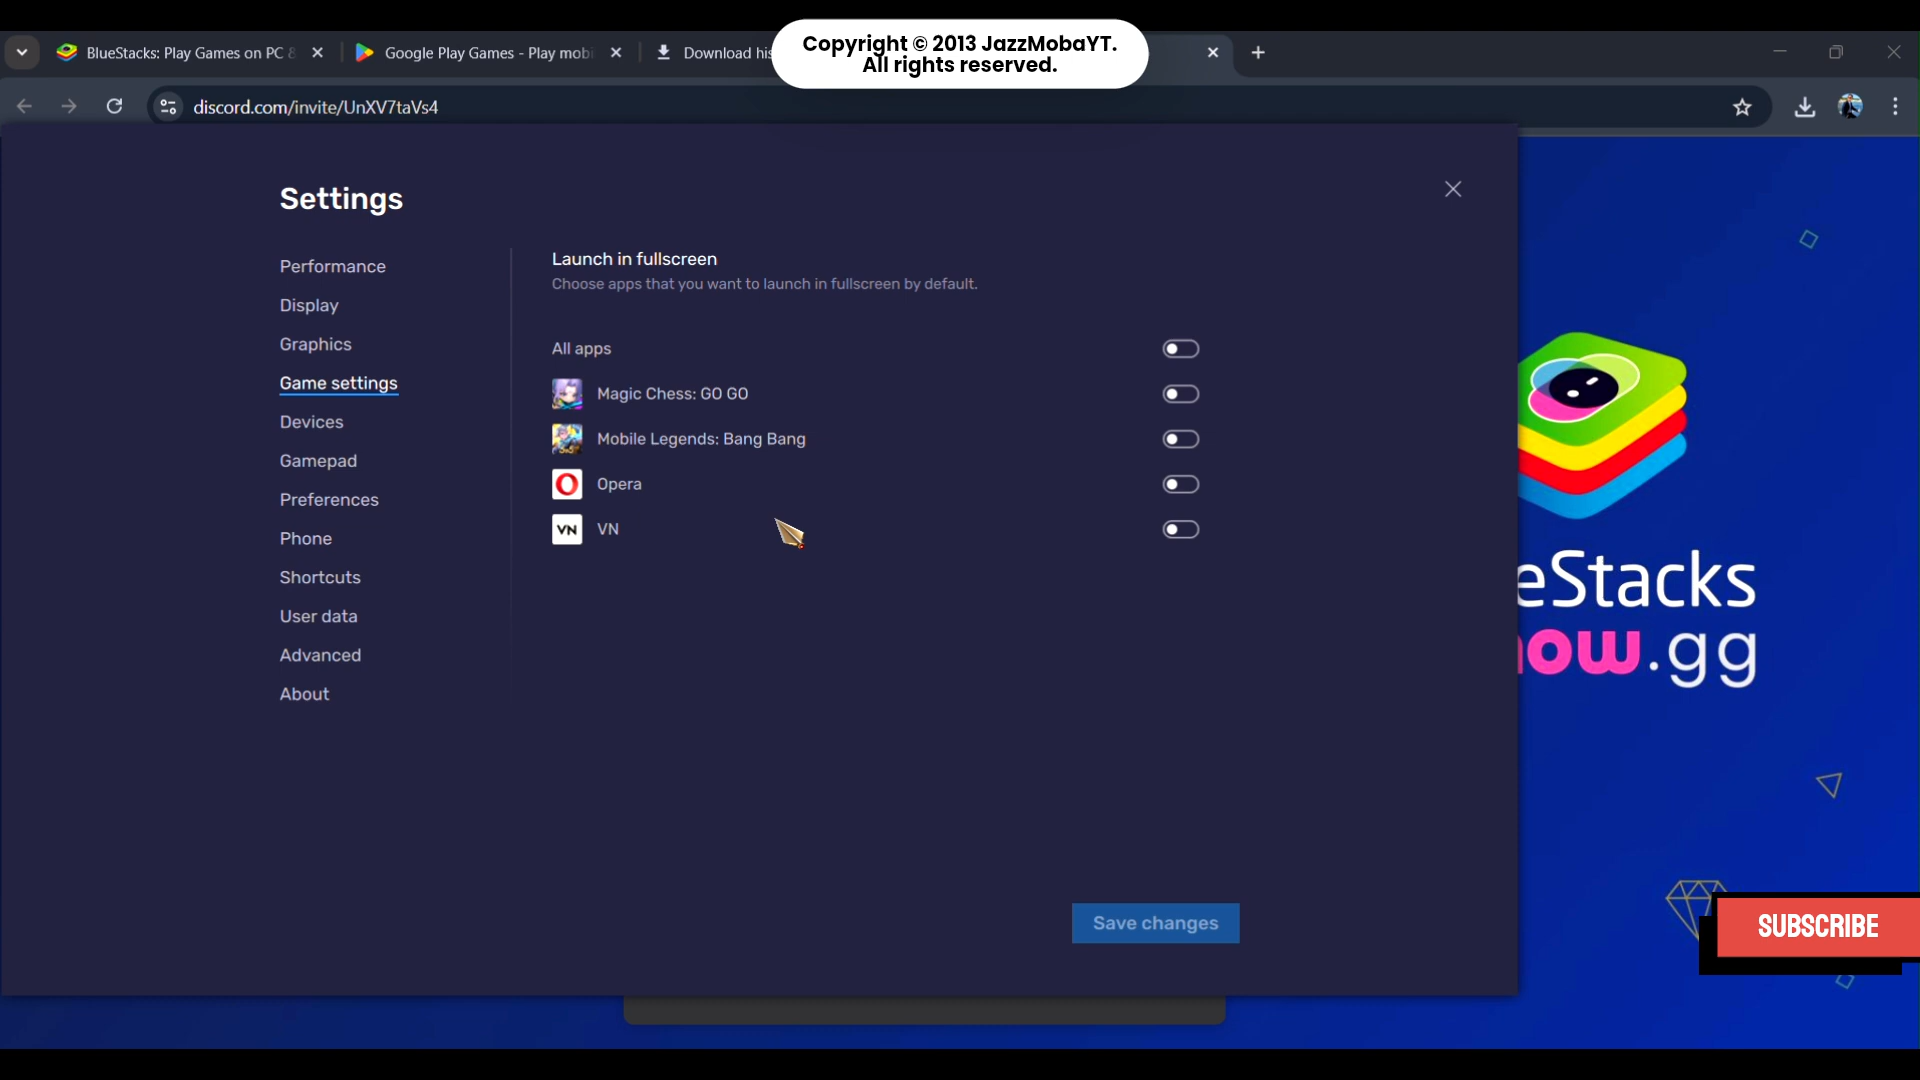 Copyright © 2013 JazzMobaYT.
All rights reserved.
BlueStacks: Play Games on PC &
Google Play Games - Play mobi
Download his
discord.com/invite/UnXV7taVs4
Settings
Performance
Display
Graphics
Game settings
Devices
Gamepad
Preferences
Phone
Shortcuts
User data
Advanced
About
Launch in fullscreen
Choose apps that you want to launch in fullscreen by default.
All apps
Magic Chess: GO GO
Mobile Legends: Bang Bang
Opera
VN
VN
Save changes
eStacks
now.gg
SUBSCRIBE